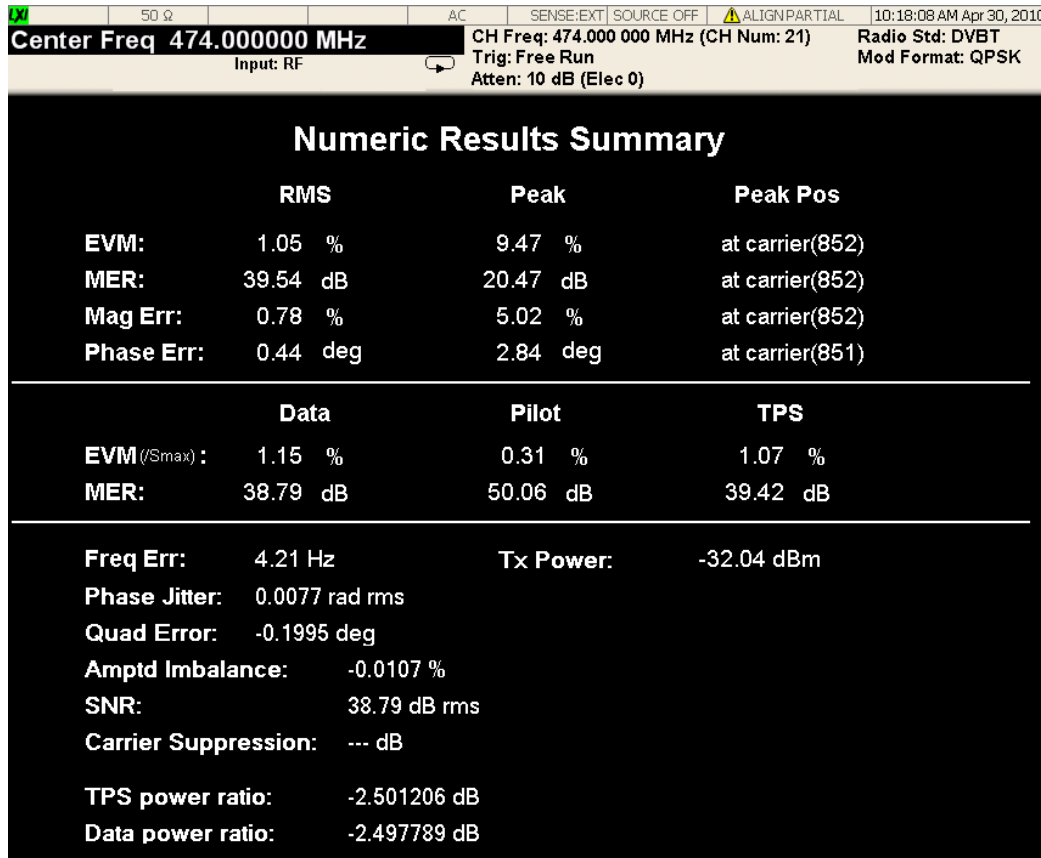 LXI 50 Ω AC SENSE:EXT SOURCE OFF ALIGN PARTIAL 10:18:08 AM Apr 30, 2010
Center Freq 474.000000 MHz CH Freq: 474.000 000 MHz (CH Num: 21) Radio Std: DVBT
Input: RF Trig: Free Run Mod Format: QPSK
Atten: 10 dB (Elec 0)
Numeric Results Summary
RMS Peak Peak Pos
EVM: 1.05 % 9.47 % at carrier(852)
MER: 39.54 dB 20.47 dB at carrier(852)
Mag Err: 0.78 % 5.02 % at carrier(852)
Phase Err: 0.44 deg 2.84 deg at carrier(851)
Data Pilot TPS
EVM(/Smax): 1.15 % 0.31 % 1.07 %
MER: 38.79 dB 50.06 dB 39.42 dB
Freq Err: 4.21 Hz Tx Power: -32.04 dBm
Phase Jitter: 0.0077 rad rms
Quad Error: -0.1995 deg
Amptd Imbalance: -0.0107 %
SNR: 38.79 dB rms
Carrier Suppression: --- dB
TPS power ratio: -2.501206 dB
Data power ratio: -2.497789 dB